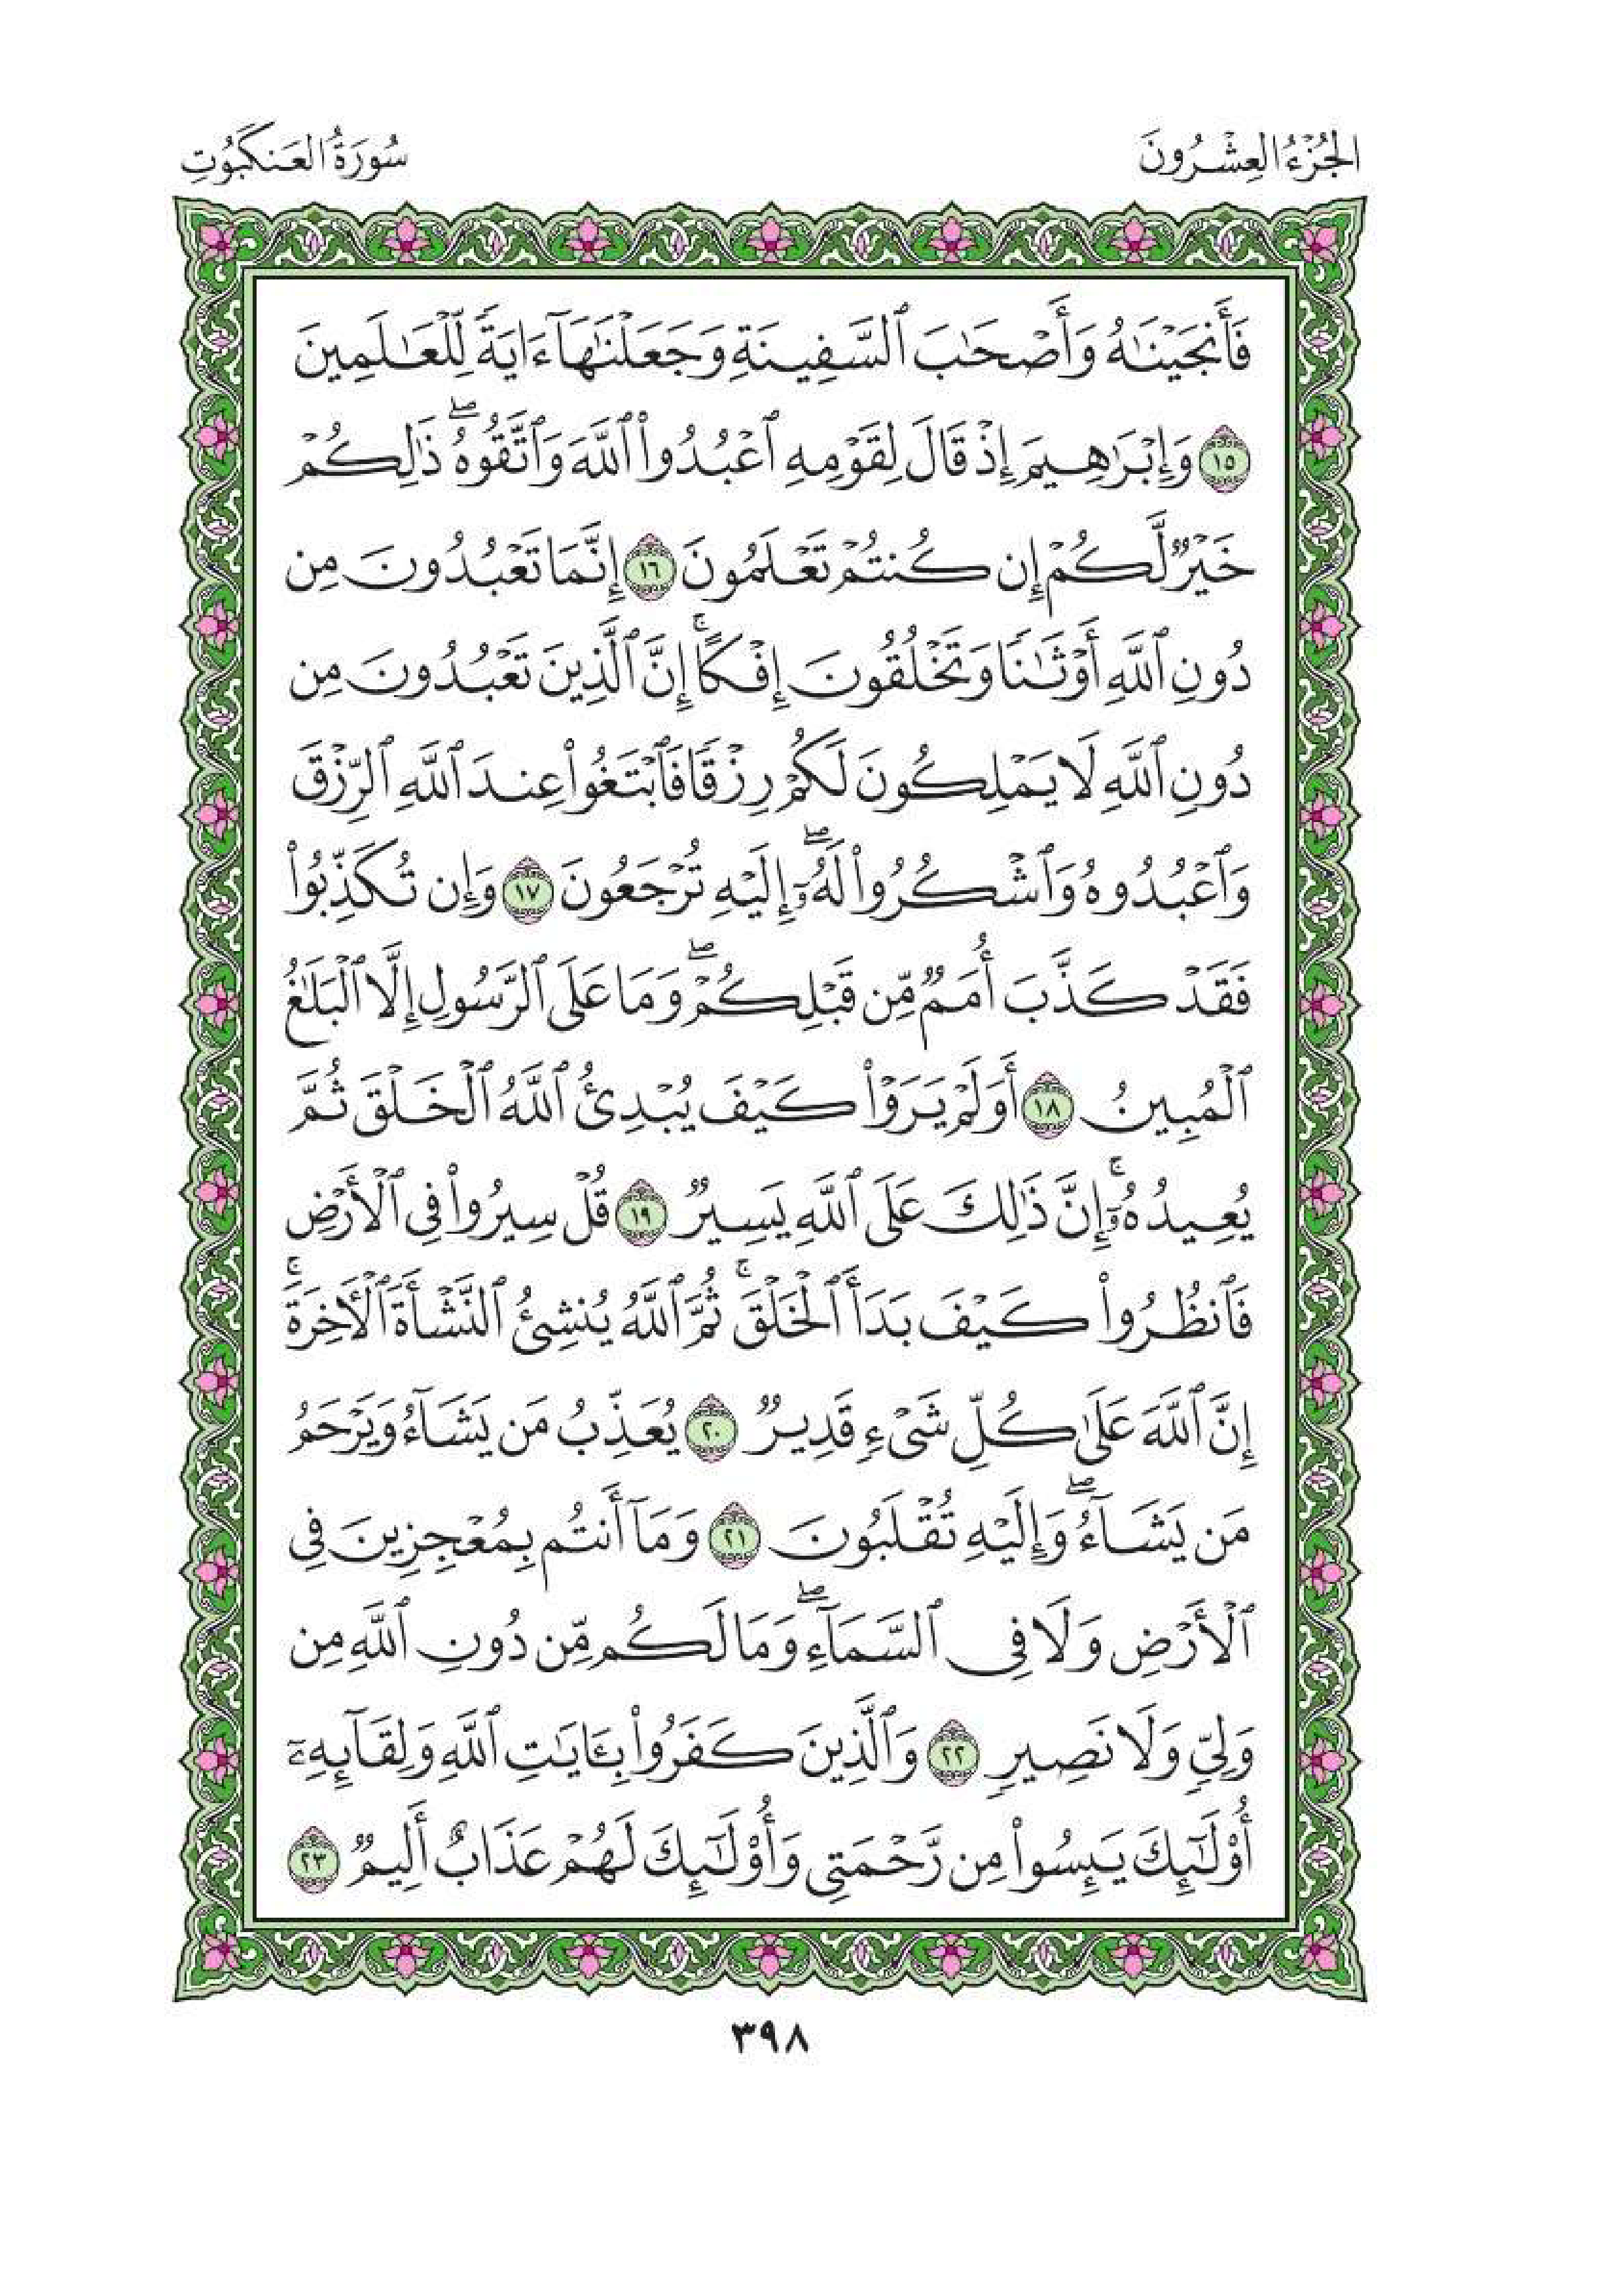 الجُزْءُ العِشْرُونَ
سُورَةُ العَنكَبُوتِ
فَأَنجَيْنَٰهُ وَأَصْحَٰبَ ٱلسَّفِينَةِ وَجَعَلْنَٰهَآ ءَايَةً لِّلْعَٰلَمِينَ
١٥ وَإِبْرَٰهِيمَ إِذْ قَالَ لِقَوْمِهِ ٱعْبُدُوا۟ ٱللَّهَ وَٱتَّقُوهُ ۖ ذَٰلِكُمْ
خَيْرٌ لَّكُمْ إِن كُنتُمْ تَعْلَمُونَ ١٦ إِنَّمَا تَعْبُدُونَ مِن
دُونِ ٱللَّهِ أَوْثَٰنًا وَتَخْلُقُونَ إِفْكًا ۚ إِنَّ ٱلَّذِينَ تَعْبُدُونَ مِن
دُونِ ٱللَّهِ لَا يَمْلِكُونَ لَكُمْ رِزْقًا فَٱبْتَغُوا۟ عِندَ ٱللَّهِ ٱلرِّزْقَ
وَٱعْبُدُوهُ وَٱشْكُرُوا۟ لَهُۥٓ ۖ إِلَيْهِ تُرْجَعُونَ ١٧ وَإِن تُكَذِّبُوا۟
فَقَدْ كَذَّبَ أُمَمٌ مِّن قَبْلِكُمْ ۖ وَمَا عَلَى ٱلرَّسُولِ إِلَّا ٱلْبَلَٰغُ
ٱلْمُبِينُ ١٨ أَوَلَمْ يَرَوْا۟ كَيْفَ يُبْدِئُ ٱللَّهُ ٱلْخَلْقَ ثُمَّ
يُعِيدُهُۥٓ ۚ إِنَّ ذَٰلِكَ عَلَى ٱللَّهِ يَسِيرٌ ١٩ قُلْ سِيرُوا۟ فِى ٱلْأَرْضِ
فَٱنظُرُوا۟ كَيْفَ بَدَأَ ٱلْخَلْقَ ۚ ثُمَّ ٱللَّهُ يُنشِئُ ٱلنَّشْأَةَ ٱلْءَاخِرَةَ ۚ
إِنَّ ٱللَّهَ عَلَىٰ كُلِّ شَىْءٍ قَدِيرٌ ٢٠ يُعَذِّبُ مَن يَشَآءُ وَيَرْحَمُ
مَن يَشَآءُ ۖ وَإِلَيْهِ تُقْلَبُونَ ٢١ وَمَآ أَنتُم بِمُعْجِزِينَ فِى
ٱلْأَرْضِ وَلَا فِى ٱلسَّمَآءِ ۖ وَمَا لَكُم مِّن دُونِ ٱللَّهِ مِن
وَلِىٍّ وَلَا نَصِيرٍ ٢٢ وَٱلَّذِينَ كَفَرُوا۟ بِـَٔايَٰتِ ٱللَّهِ وَلِقَآئِهِۦٓ
أُو۟لَٰٓئِكَ يَئِسُوا۟ مِن رَّحْمَتِى وَأُو۟لَٰٓئِكَ لَهُمْ عَذَابٌ أَلِيمٌ ٢٣
٣٩٨